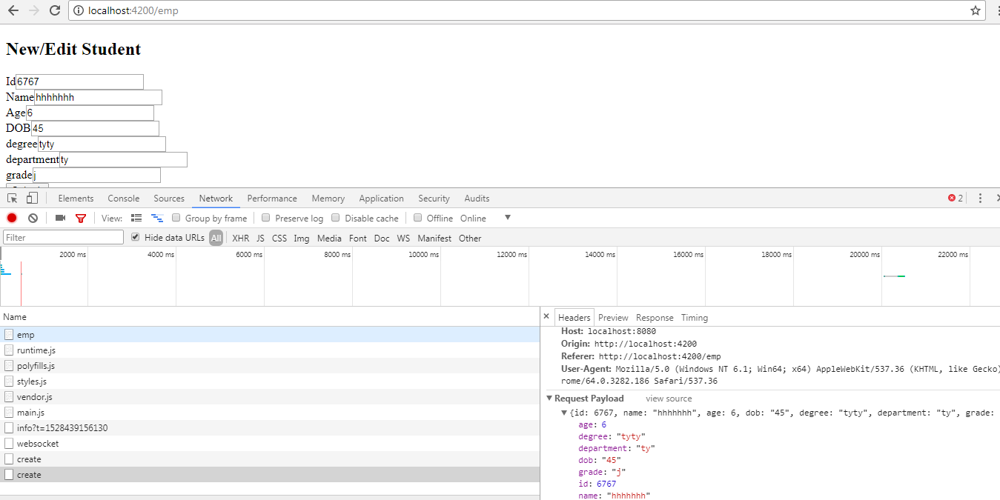 localhost:4200/emp
New/Edit Student
Id 6767
Name hhhhhhh
Age 6
DOB 45
degree tyty
department ty
grade j
Elements Console Sources Network Performance Memory Application Security Audits 2
View: Group by frame Preserve log Disable cache Offline Online
Filter Hide data URLs All XHR JS CSS Img Media Font Doc WS Manifest Other
2000 ms 4000 ms 6000 ms 8000 ms 10000 ms 12000 ms 14000 ms 16000 ms 18000 ms 20000 ms 22000 ms
Name
emp
runtime.js
polyfills.js
styles.js
vendor.js
main.js
info?t=1528439156130
websocket
create
create
Headers Preview Response Timing
Host: localhost:8080
Origin: http://localhost:4200
Referer: http://localhost:4200/emp
User-Agent: Mozilla/5.0 (Windows NT 6.1; Win64; x64) AppleWebKit/537.36 (KHTML, like Gecko)
rome/64.0.3282.186 Safari/537.36
Request Payload view source
{id: 6767, name: "hhhhhhh", age: 6, dob: "45", degree: "tyty", department: "ty", grade:
age: 6
degree: "tyty"
department: "ty"
dob: "45"
grade: "j"
id: 6767
name: "hhhhhhh"